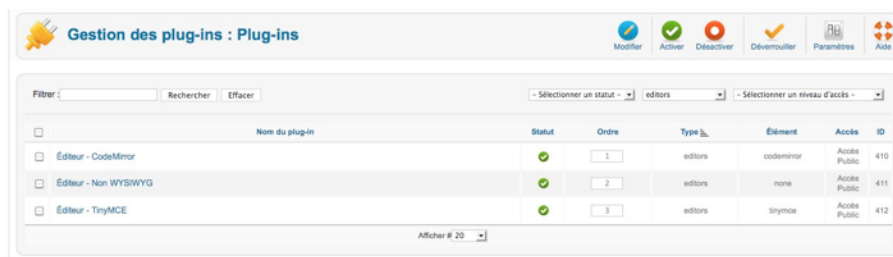 Gestion des plug-ins : Plug-ins
Modifier Activer Désactiver Déverrouiller Paramètres Aide
Filtrer : Rechercher Effacer - Sélectionner un statut - editors - Sélectionner un niveau d'accès -
Nom du plug-in Statut Ordre Type Élément Accès ID
Éditeur - CodeMirror 1 editors codemirror Accès Public 410
Éditeur - Non WYSIWYG 2 editors none Accès Public 411
Éditeur - TinyMCE 3 editors tinymce Accès Public 412
Afficher # 20